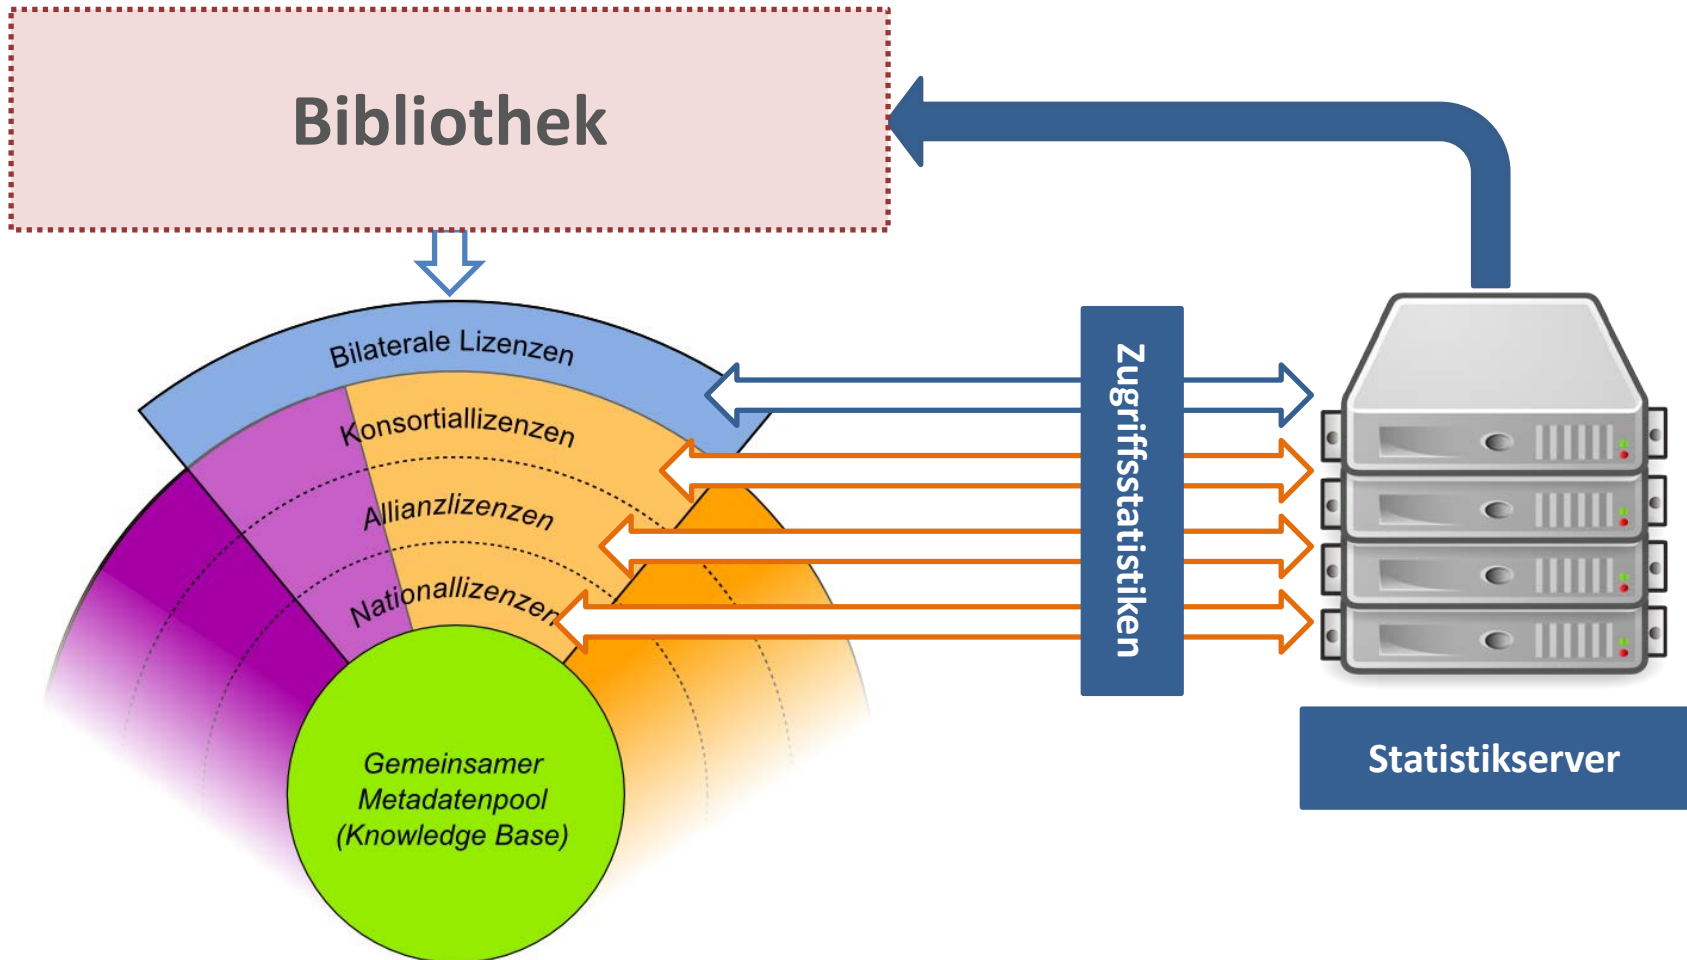 Bibliothek
Bilaterale Lizenzen
Konsortiallizenzen
Allianzlizenzen
Nationallizenzen
Gemeinsamer
Metadatenpool
(Knowledge Base)
Zugriffsstatistiken
Statistikserver